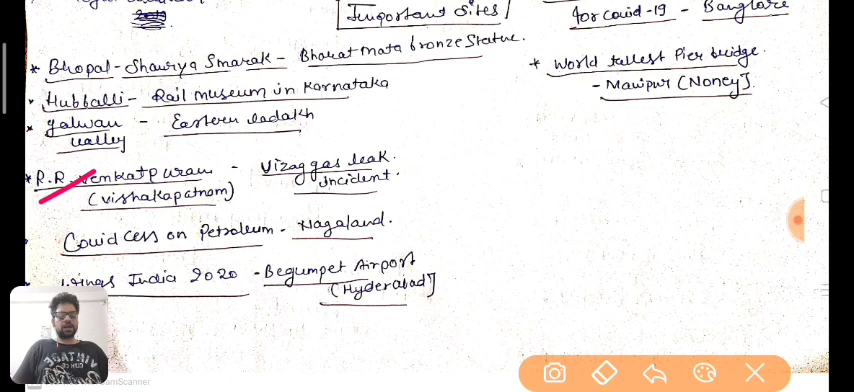 Important Sites
for covid-19 - Banglore
* Bhopal - Shaurya Smarak - Bharat Mata bronze Statue.
* World tallest Pier bridge.
- Manipur (Noney]
* Hubballi - Rail museum in Karnataka
* Galwan - Eastern Ladakh
valley
* R.R. Venkatpuram - Vizag gas leak.
(Vishakapatnam) incident.
Covid cess on Petroleum - Nagaland.
Wings India 2020 - Begumpet Airport
(Hyderabad]
CamScanner